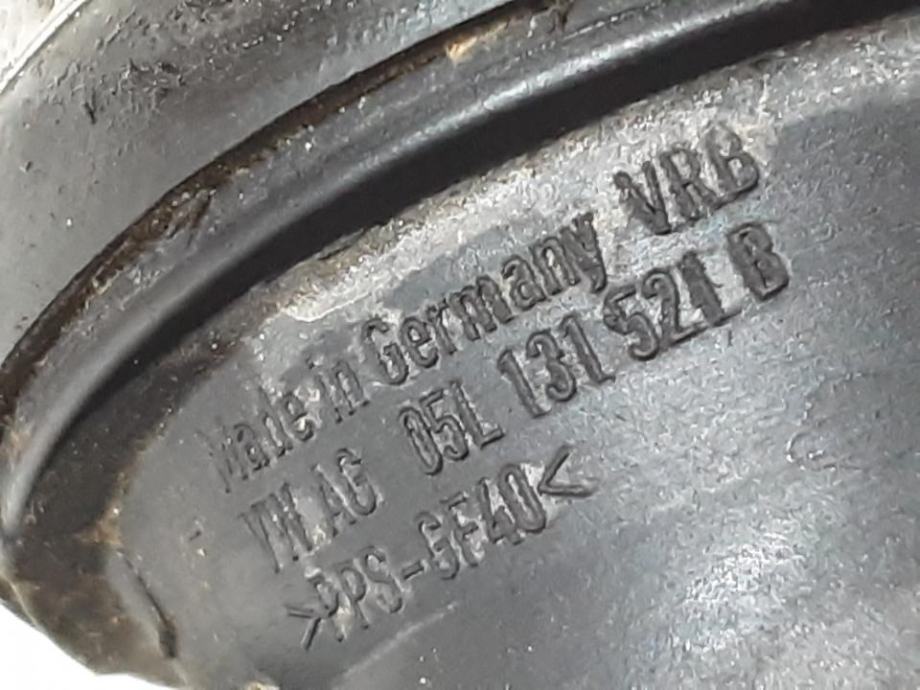 Made in Germany VRB
VW AG 05L 131 521 B
>PPS-GF40<